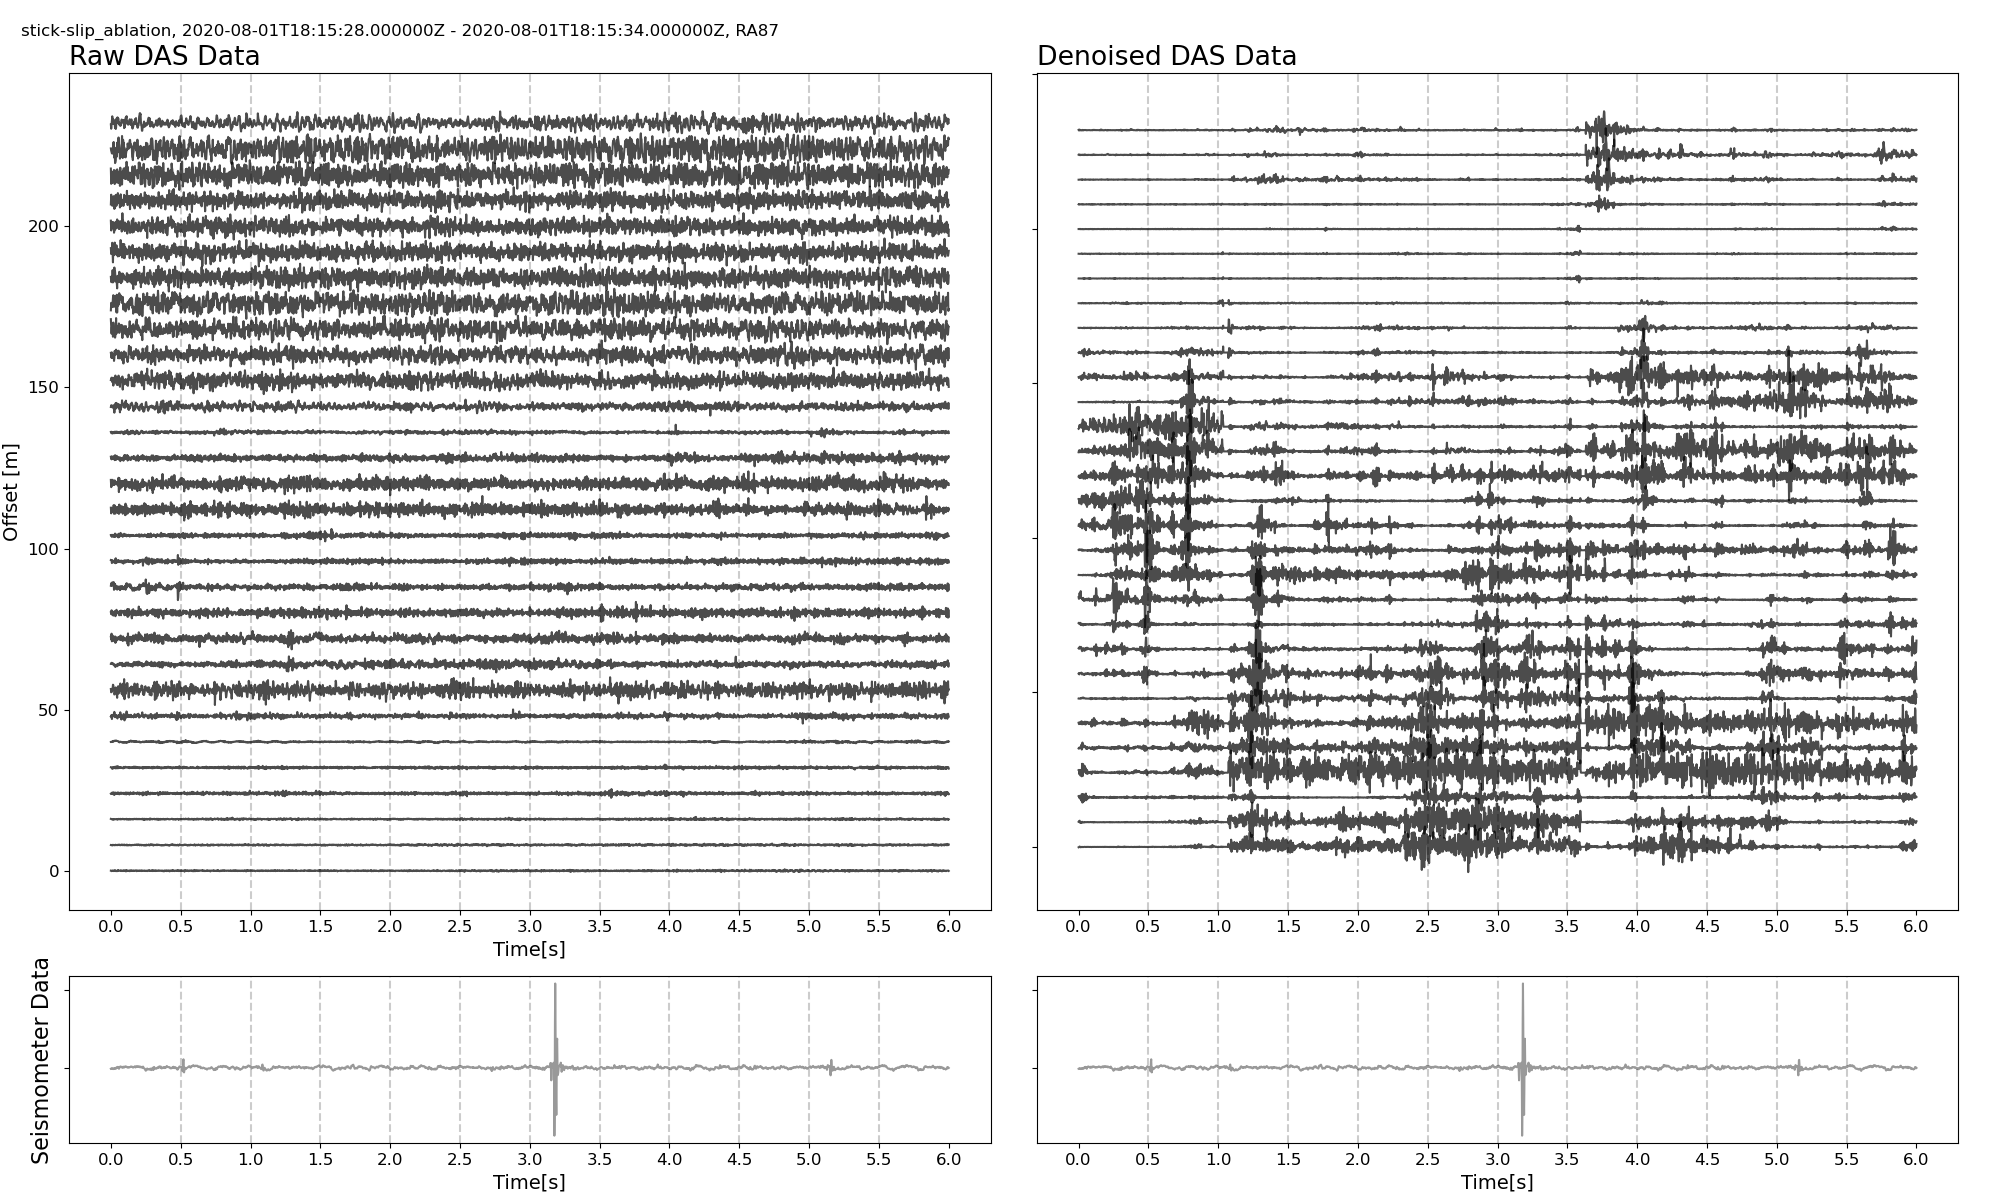 stick-slip_ablation, 2020-08-01T18:15:28.000000Z - 2020-08-01T18:15:34.000000Z, RA87
Raw DAS Data
Denoised DAS Data
Offset [m]
200
150
100
50
0
0.0 0.5 1.0 1.5 2.0 2.5 3.0 3.5 4.0 4.5 5.0 5.5 6.0
Time[s]
0.0 0.5 1.0 1.5 2.0 2.5 3.0 3.5 4.0 4.5 5.0 5.5 6.0
Seismometer Data
0.0 0.5 1.0 1.5 2.0 2.5 3.0 3.5 4.0 4.5 5.0 5.5 6.0
Time[s]
0.0 0.5 1.0 1.5 2.0 2.5 3.0 3.5 4.0 4.5 5.0 5.5 6.0
Time[s]